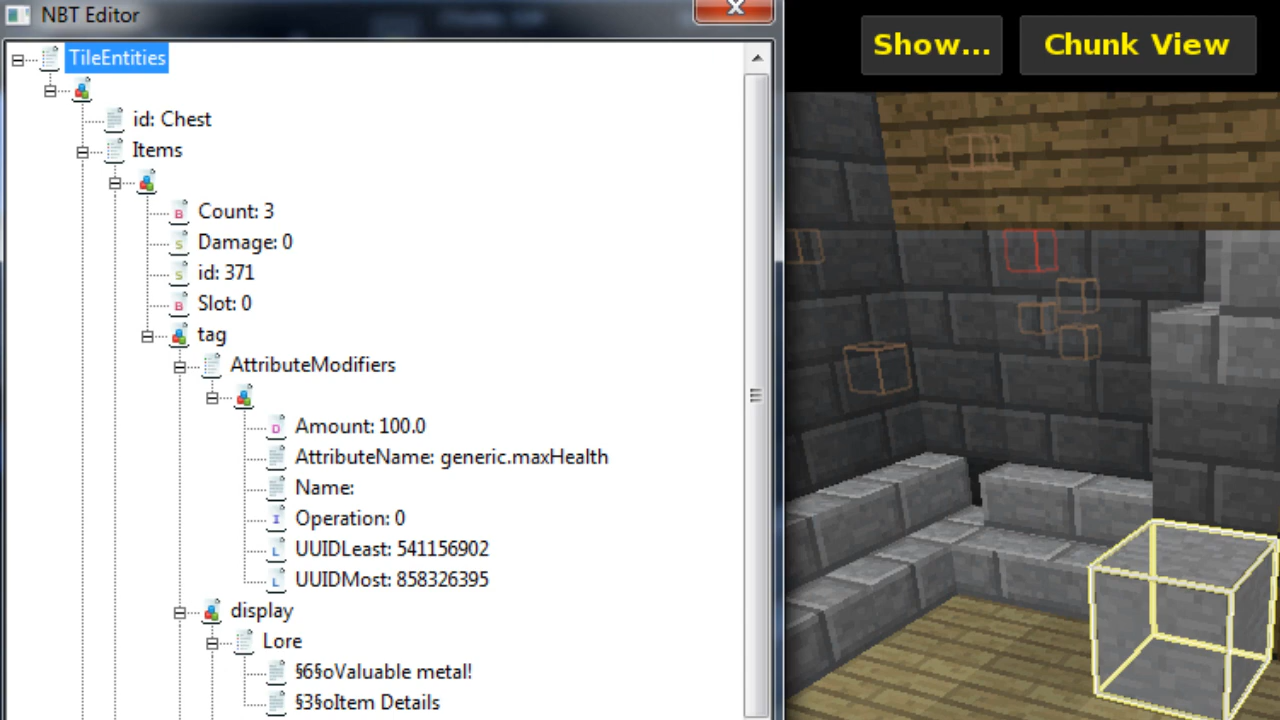 NBT Editor
TileEntities
id: Chest
Items
Count: 3
Damage: 0
id: 371
Slot: 0
tag
AttributeModifiers
Amount: 100.0
AttributeName: generic.maxHealth
Name:
Operation: 0
UUIDLeast: 541156902
UUIDMost: 858326395
display
Lore
§6§oValuable metal!
§3§oItem Details
Show...
Chunk View